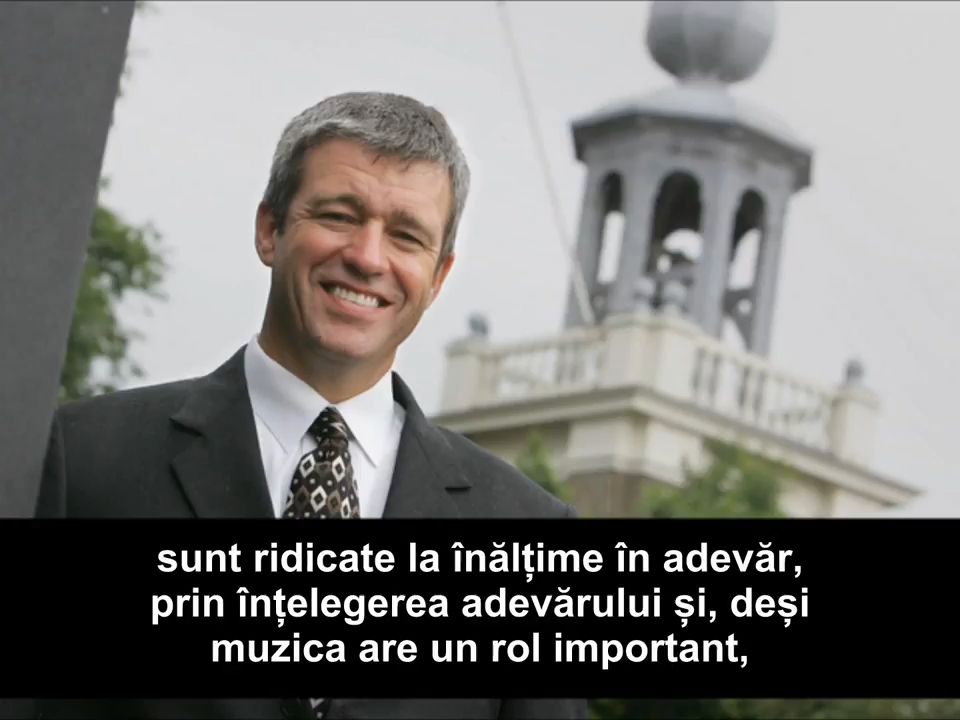 sunt ridicate la înălțime în adevăr,
prin înțelegerea adevărului și, deși
muzica are un rol important,